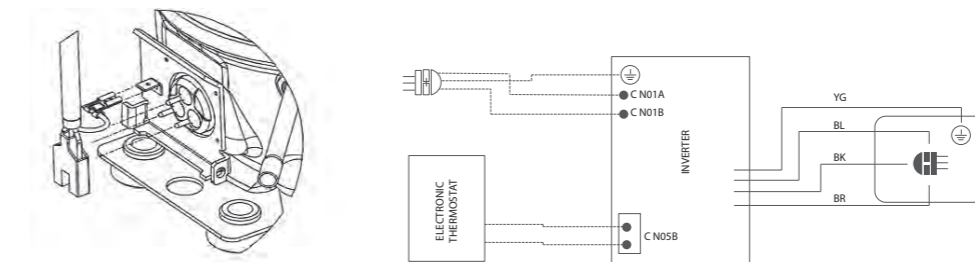 C N01A
C N01B
INVERTER
ELECTRONIC
THERMOSTAT
C N05B
YG
BL
BK
BR